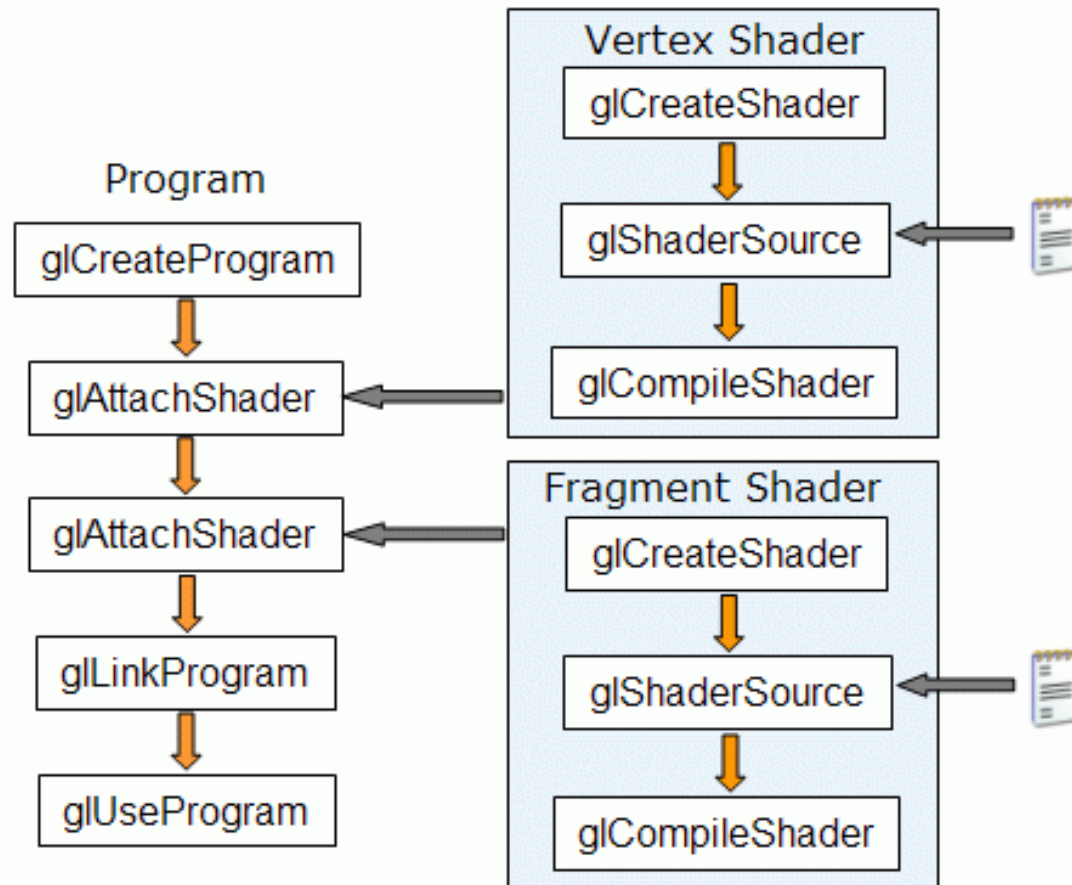 Program
glCreateProgram
glAttachShader
glAttachShader
glLinkProgram
glUseProgram
Vertex Shader
glCreateShader
glShaderSource
glCompileShader
Fragment Shader
glCreateShader
glShaderSource
glCompileShader